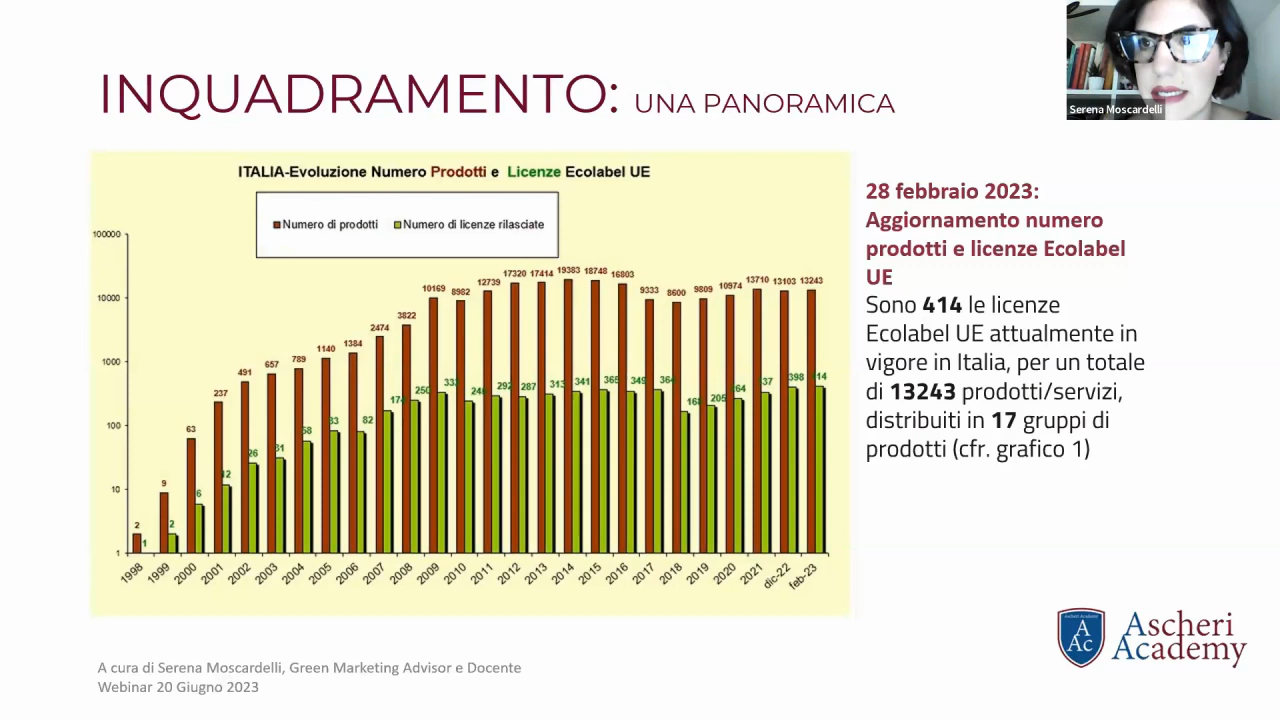 INQUADRAMENTO: UNA PANORAMICA
Serena Moscardelli
ITALIA-Evoluzione Numero Prodotti e Licenze Ecolabel UE
Numero di prodotti Numero di licenze rilasciate
100000
10000
1000
100
10
1
2 9 63 237 491 657 789 1140 1384 2474 3822 10169 8982 12739 17320 17414 19383 18748 16803 9333 8600 9809 10974 13710 13103 13243
1 2 6 12 26 31 58 83 82 250 292 287 341 349 205 398
1998 1999 2000 2001 2002 2003 2004 2005 2006 2007 2008 2009 2010 2011 2012 2013 2014 2015 2016 2017 2018 2019 2020 2021 dic-22 feb-23
28 febbraio 2023:
Aggiornamento numero
prodotti e licenze Ecolabel
UE
Sono 414 le licenze
Ecolabel UE attualmente in
vigore in Italia, per un totale
di 13243 prodotti/servizi,
distribuiti in 17 gruppi di
prodotti (cfr. grafico 1)
A cura di Serena Moscardelli, Green Marketing Advisor e Docente
Webinar 20 Giugno 2023
A
Ac
Ascheri
Academy